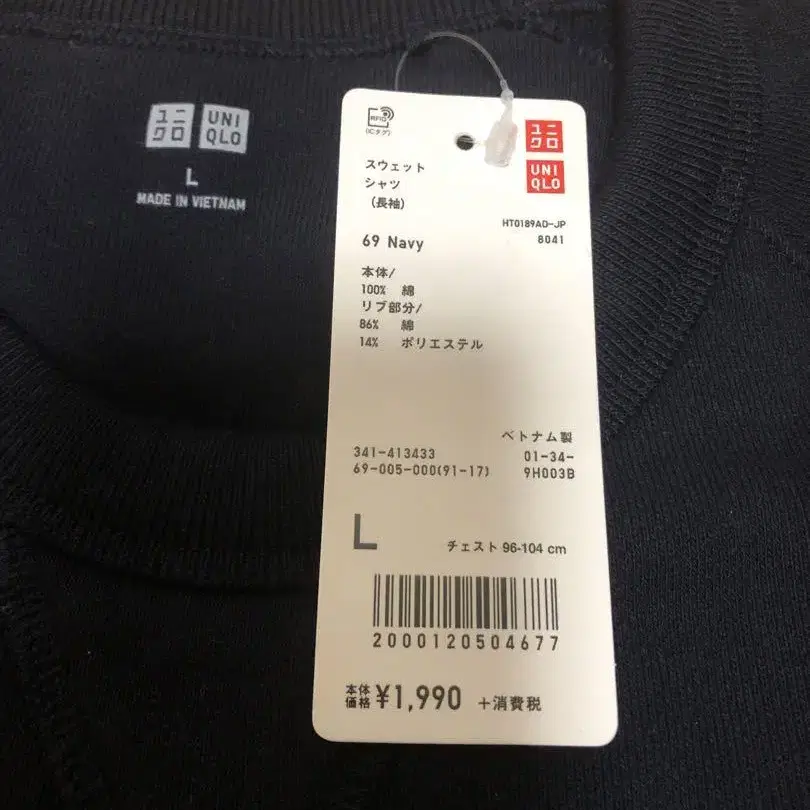 ユニ
クロ
UNI
QLO
L
MADE IN VIETNAM
RFID
(ICタグ)
ユニ
クロ
UNI
QLO
スウェット
シャツ
(長袖)
HT0189AD-JP
69 Navy
8041
本体/
100% 綿
リブ部分/
86% 綿
14% ポリエステル
ベトナム製
341-413433
01-34-
69-005-000(91-17)
9H003B
L
チェスト 96-104 cm
2000120504677
本体
価格 ¥1,990 +消費税